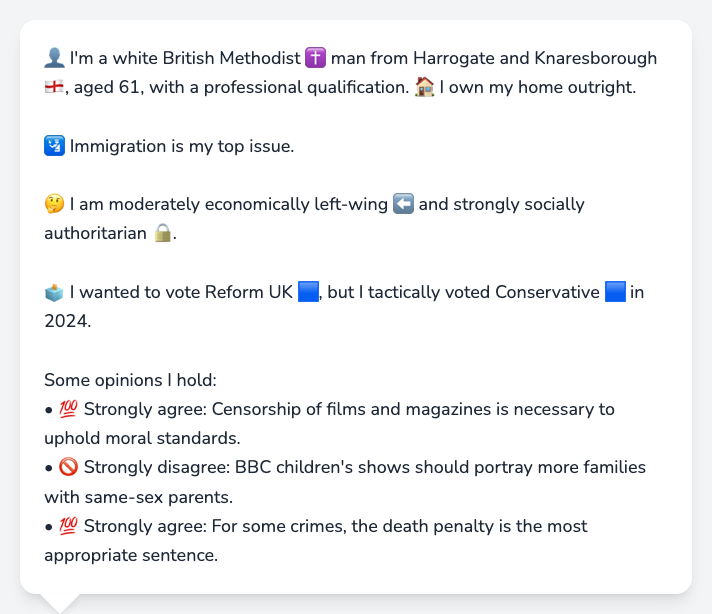 👤 I'm a white British Methodist ✝️ man from Harrogate and Knaresborough
🏴󠁧󠁢󠁥󠁮󠁧󠁿, aged 61, with a professional qualification. 🏠 I own my home outright.
🛂 Immigration is my top issue.
🤔 I am moderately economically left-wing ⬅️ and strongly socially
authoritarian 🔒.
🗳️ I wanted to vote Reform UK 🟦, but I tactically voted Conservative 🟦 in
2024.
Some opinions I hold:
• 💯 Strongly agree: Censorship of films and magazines is necessary to
uphold moral standards.
• 🚫 Strongly disagree: BBC children's shows should portray more families
with same-sex parents.
• 💯 Strongly agree: For some crimes, the death penalty is the most
appropriate sentence.